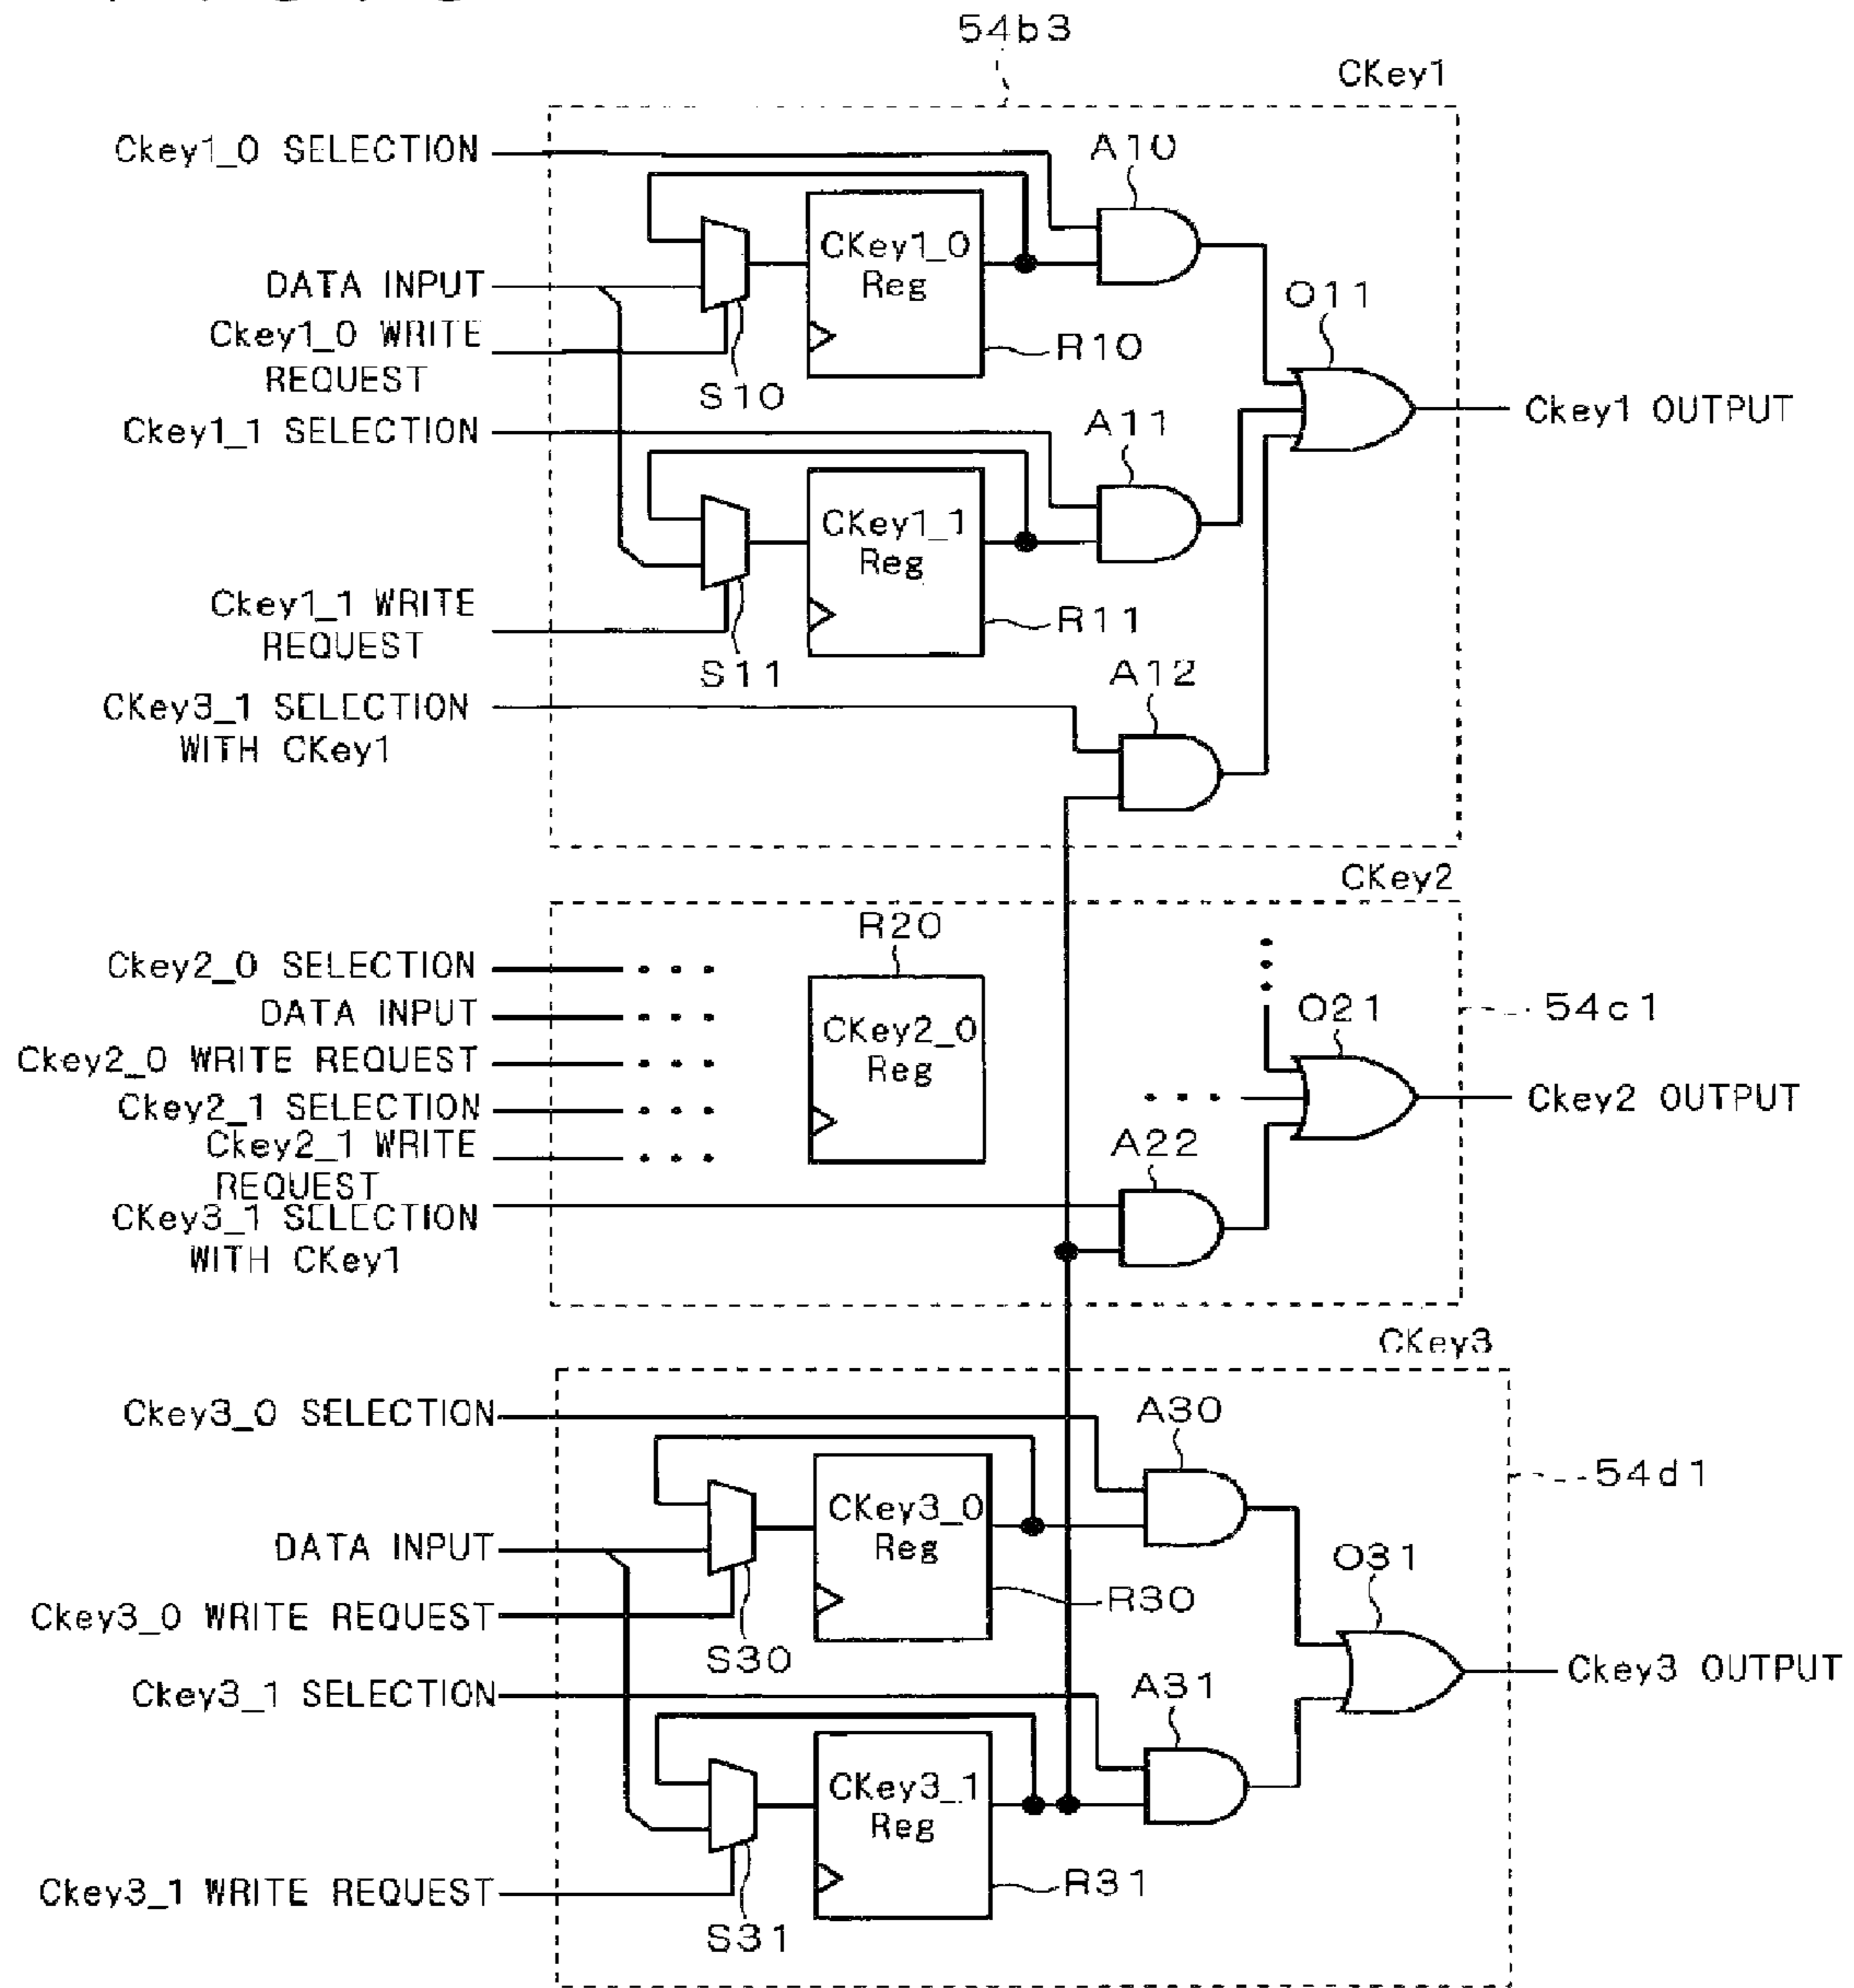 54b3
CKey1
Ckey1_0 SELECTION
A10
CKey1_0
Reg
DATA INPUT
O11
Ckey1_0 WRITE
REQUEST
R10
S10
Ckey1 OUTPUT
Ckey1_1 SELECTION
A11
CKey1_1
Reg
Ckey1_1 WRITE
REQUEST
R11
S11
A12
CKey3_1 SELECTION
WITH CKey1
CKey2
R20
Ckey2_0 SELECTION
DATA INPUT
54c1
O21
CKey2_0
Reg
Ckey2_0 WRITE REQUEST
Ckey2_1 SELECTION
Ckey2 OUTPUT
Ckey2_1 WRITE
REQUEST
A22
CKey3_1 SELECTION
WITH CKey1
CKey3
Ckey3_0 SELECTION
A30
54d1
CKey3_0
Reg
DATA INPUT
O31
R30
Ckey3_0 WRITE REQUEST
S30
Ckey3 OUTPUT
Ckey3_1 SELECTION
A31
CKey3_1
Reg
R31
Ckey3_1 WRITE REQUEST
S31